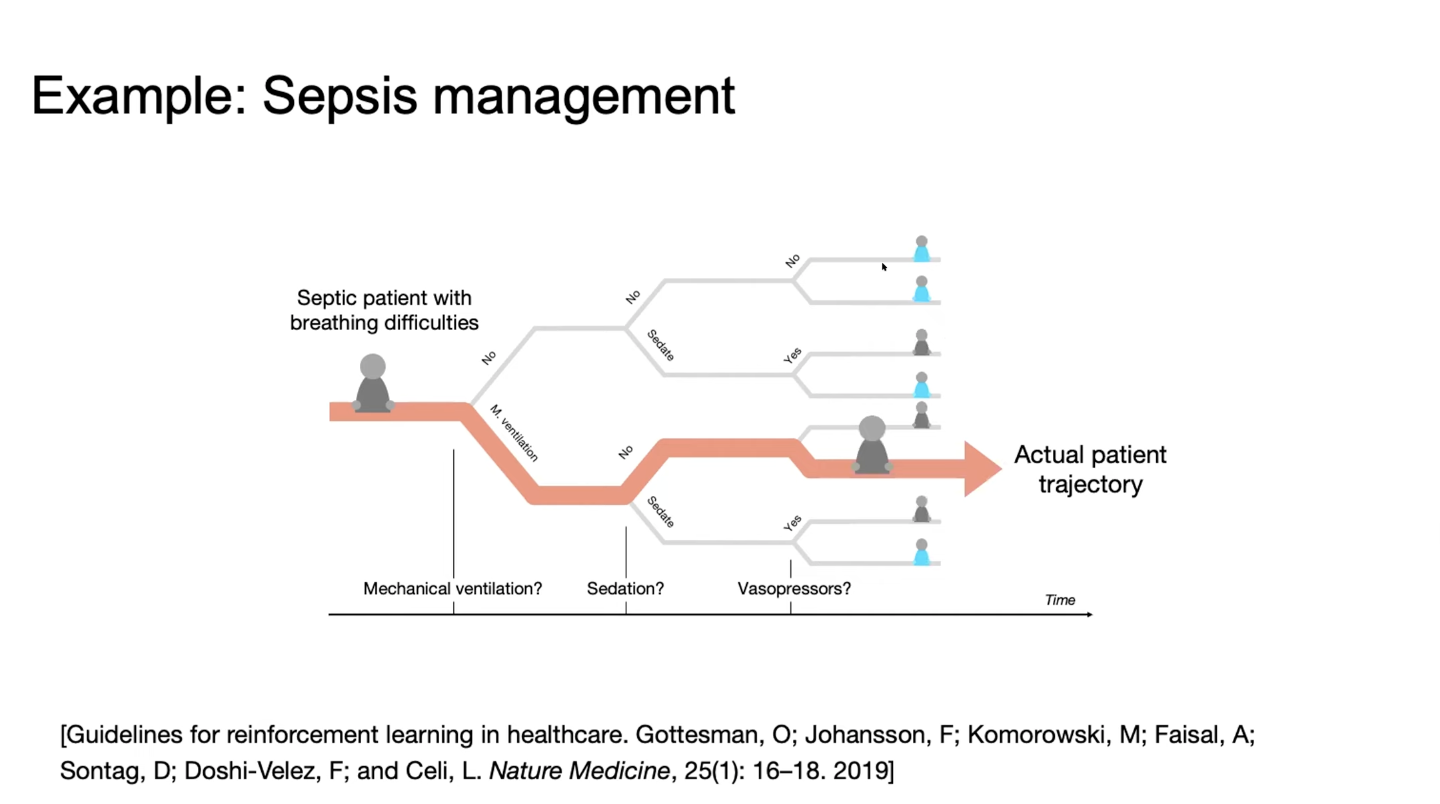 Example: Sepsis management
Septic patient with
breathing difficulties
No
M. ventilation
No
Sedate
No
Sedate
No
Yes
Yes
Actual patient
trajectory
Mechanical ventilation?
Sedation?
Vasopressors?
Time
[Guidelines for reinforcement learning in healthcare. Gottesman, O; Johansson, F; Komorowski, M; Faisal, A;
Sontag, D; Doshi-Velez, F; and Celi, L. Nature Medicine, 25(1): 16–18. 2019]